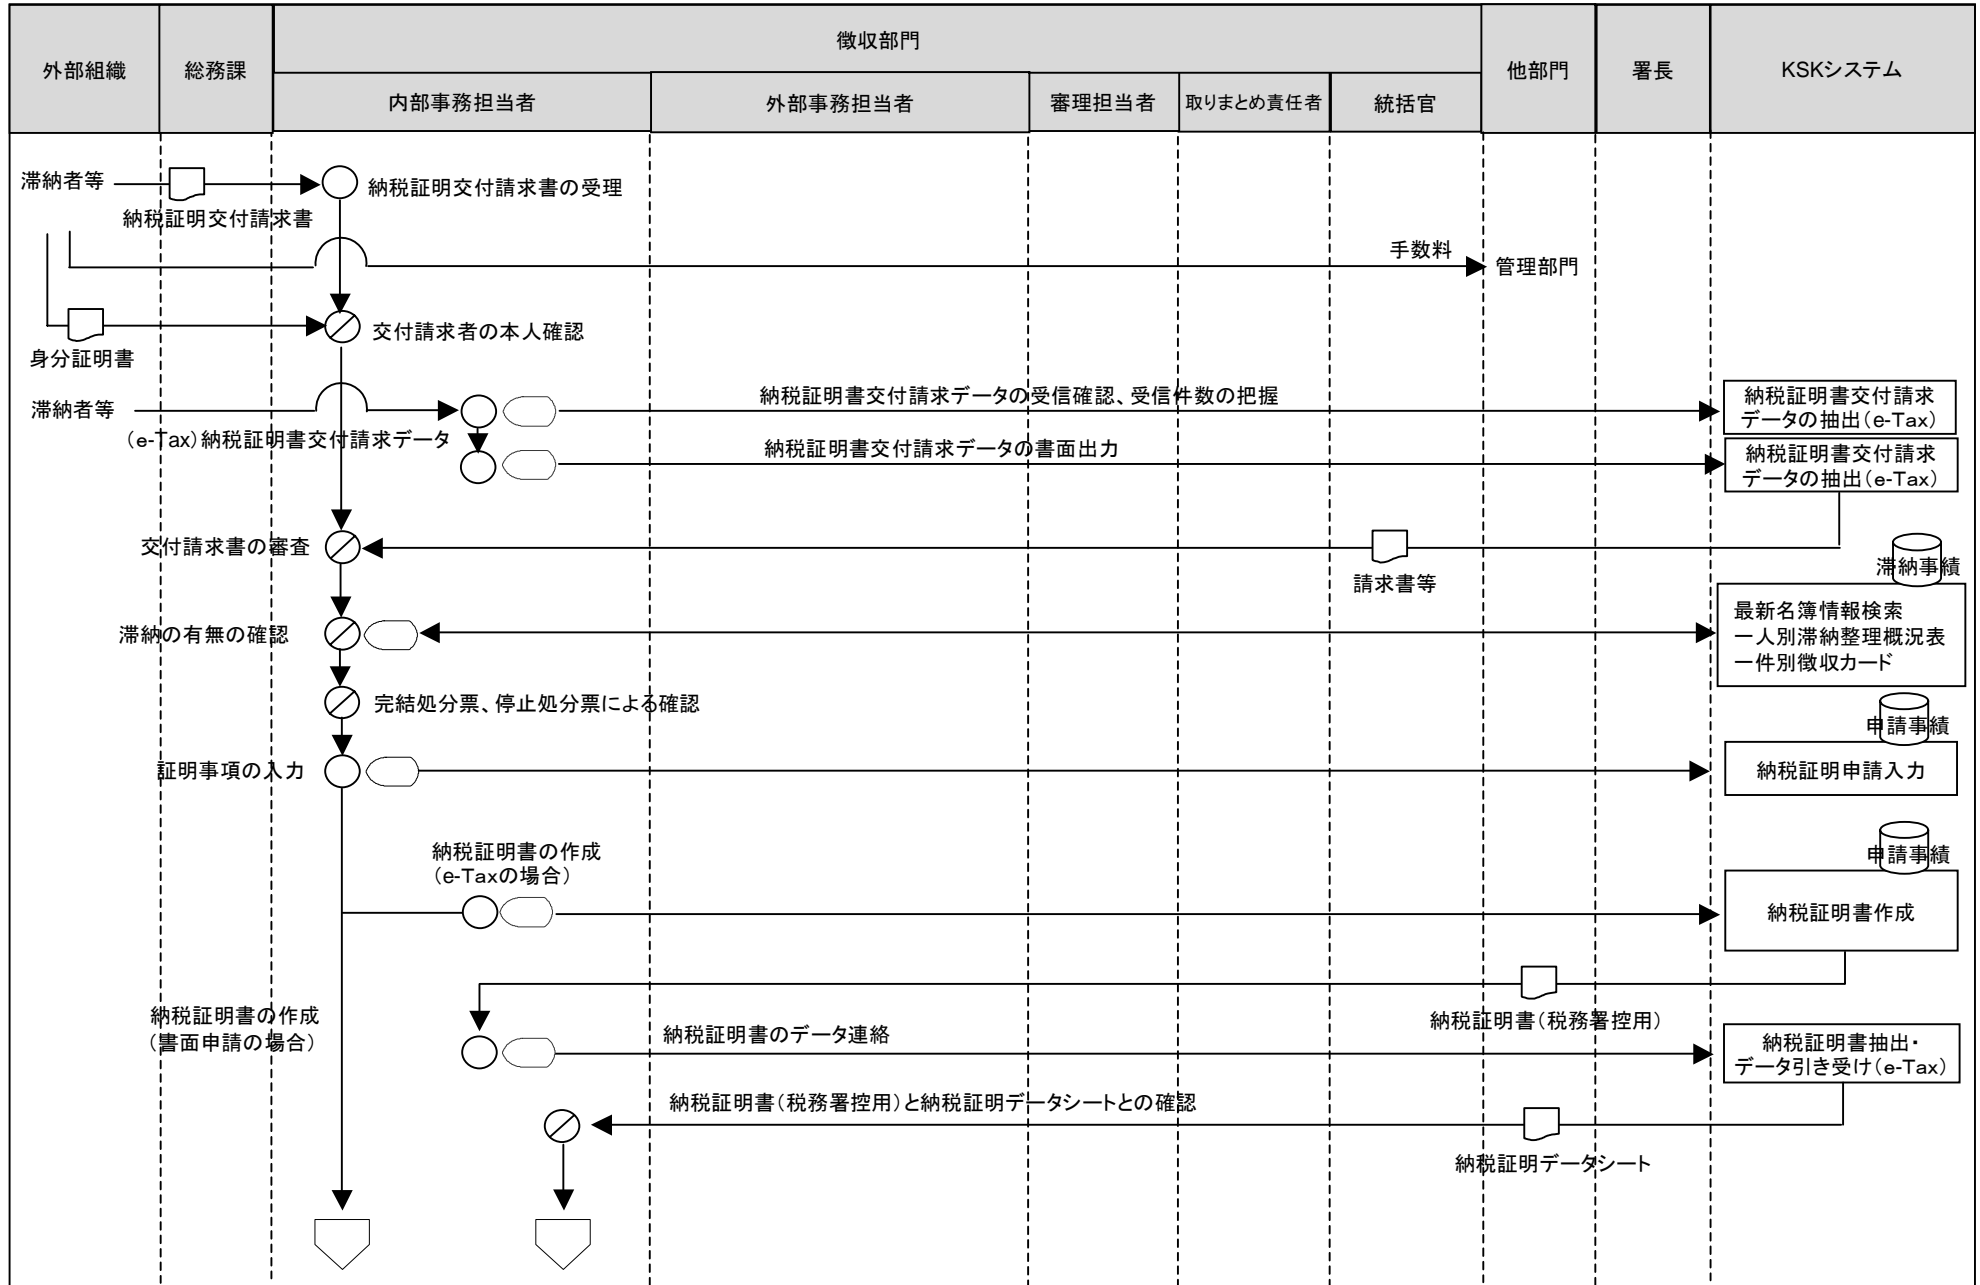 外部組織
総務課
徴収部門
内部事務担当者
外部事務担当者
審理担当者
取りまとめ責任者
統括官
他部門
署長
KSKシステム
滞納者等
納税証明交付請求書
納税証明交付請求書の受理
手数料
管理部門
交付請求者の本人確認
身分証明書
滞納者等
(e-Tax)納税証明書交付請求データ
納税証明書交付請求データの受信確認、受信件数の把握
納税証明書交付請求
データの抽出(e-Tax)
納税証明書交付請求データの書面出力
納税証明書交付請求
データの抽出(e-Tax)
交付請求書の審査
請求書等
滞納事績
滞納の有無の確認
最新名簿情報検索
一人別滞納整理概況表
一件別徴収カード
完結処分票、停止処分票による確認
申請事績
証明事項の入力
納税証明申請入力
納税証明書の作成
(e-Taxの場合)
申請事績
納税証明書作成
納税証明書の作成
(書面申請の場合)
納税証明書(税務署控用)
納税証明書のデータ連絡
納税証明書抽出・
データ引き受け(e-Tax)
納税証明書(税務署控用)と納税証明データシートとの確認
納税証明データシート